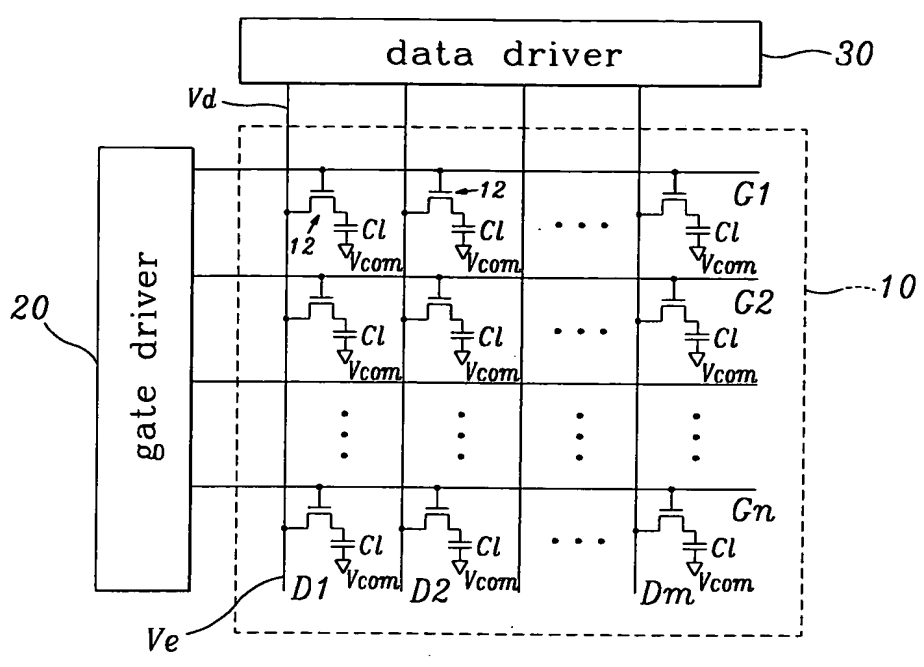 data driver
30
Vd
12
G1
12
Cl
Cl
Cl
Vcom
Vcom
Vcom
G2
10
20
gate driver
Cl
Cl
Cl
Vcom
Vcom
Vcom
Gn
Cl
Cl
Cl
D1
Vcom
D2
Vcom
Dm
Vcom
Ve